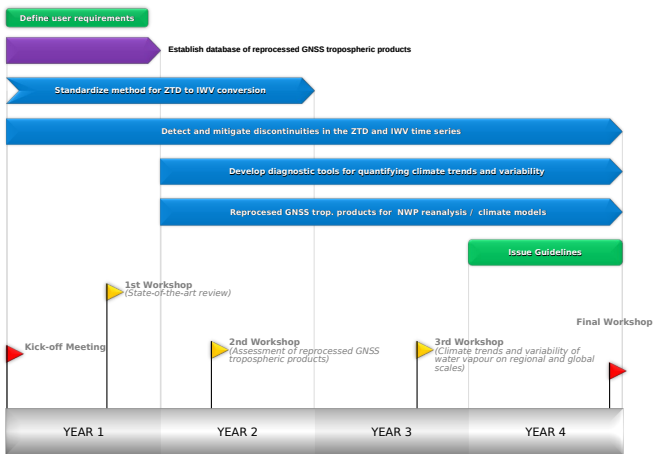 Define user requirements
Establish database of reprocessed GNSS tropospheric products
Standardize method for ZTD to IWV conversion
Detect and mitigate discontinuities in the ZTD and IWV time series
Develop diagnostic tools for quantifying climate trends and variability
Reprocesed GNSS trop. products for NWP reanalysis / climate models
Issue Guidelines
1st Workshop
(State-of-the-art review)
Final Workshop
Kick-off Meeting
2nd Workshop
(Assessment of reprocessed GNSS
tropospheric products)
3rd Workshop
(Climate trends and variability of
water vapour on regional and global
scales)
YEAR 1
YEAR 2
YEAR 3
YEAR 4